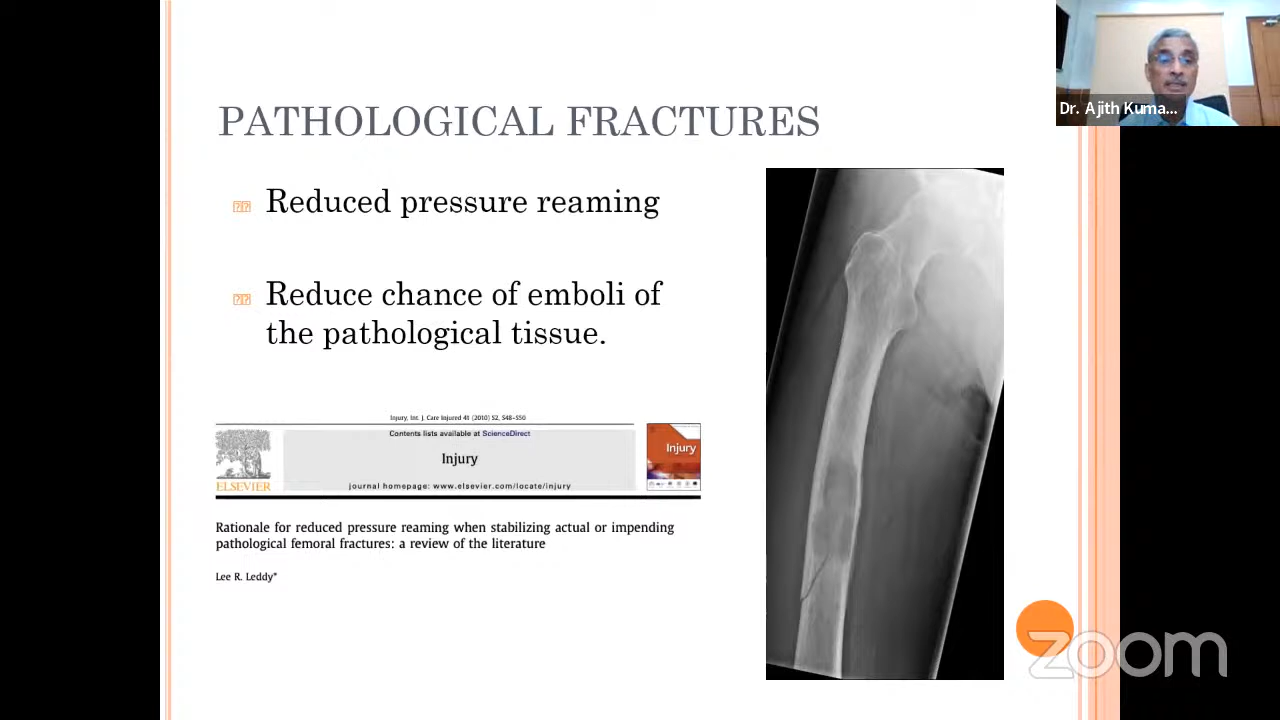 PATHOLOGICAL FRACTURES
Reduced pressure reaming
Reduce chance of emboli of
the pathological tissue.
Injury, Int. J. Care Injured 41 (2010) S2, S48–S50
Contents lists available at ScienceDirect
Injury
journal homepage: www.elsevier.com/locate/injury
ELSEVIER
Injury
Rationale for reduced pressure reaming when stabilizing actual or impending
pathological femoral fractures: a review of the literature
Lee R. Leddy*
Dr. Ajith Kuma...
zoom